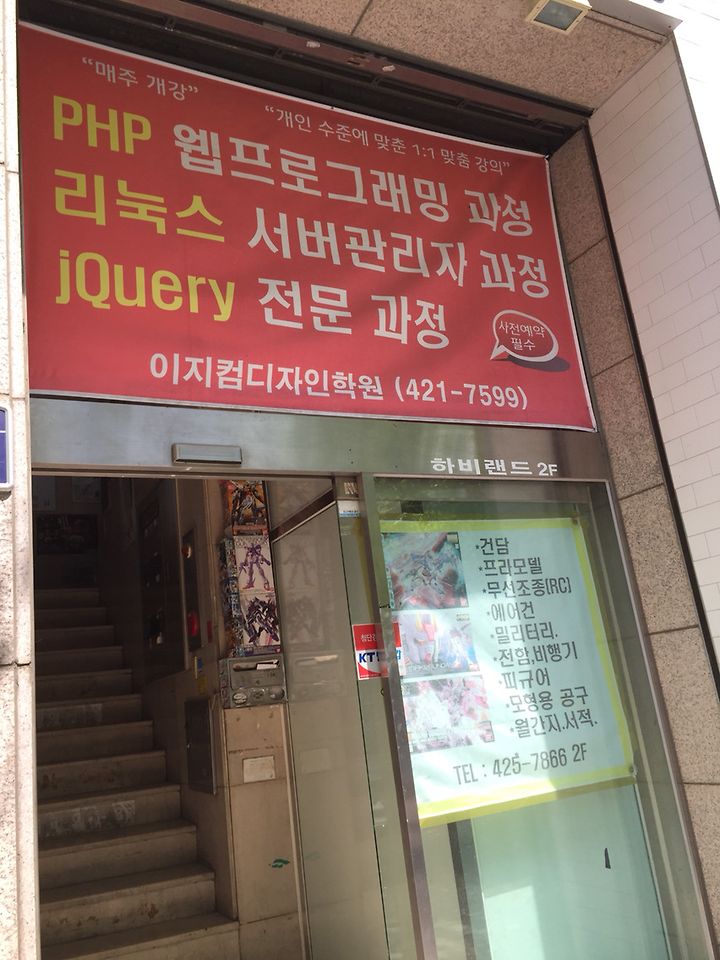 “매주 개강”
“개인 수준에 맞춘 1:1 맞춤 강의”
PHP 웹프로그래밍 과정
리눅스 서버관리자 과정
jQuery 전문 과정
사전예약
필수
이지컴디자인학원 (421-7599)
하비랜드 2F
*건담
*프라모델
*무선조종(RC)
*에어건
*밀리터리.
*전함,비행기
*피규어
*모형용 공구
*월간지.서적.
TEL : 425-7866 2F
KT